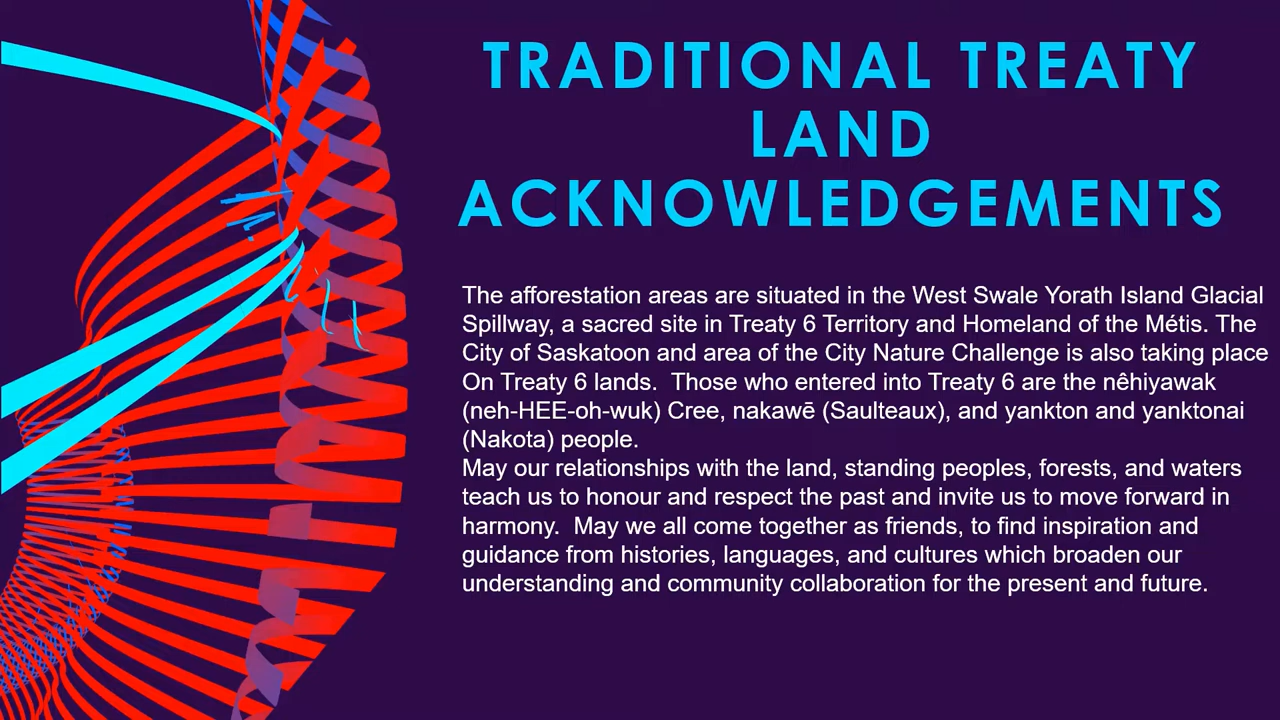 TRADITIONAL TREATY
LAND
ACKNOWLEDGEMENTS
The afforestation areas are situated in the West Swale Yorath Island Glacial
Spillway, a sacred site in Treaty 6 Territory and Homeland of the Métis. The
City of Saskatoon and area of the City Nature Challenge is also taking place
On Treaty 6 lands.  Those who entered into Treaty 6 are the nêhiyawak
(neh-HEE-oh-wuk) Cree, nakawē (Saulteaux), and yankton and yanktonai
(Nakota) people.
May our relationships with the land, standing peoples, forests, and waters
teach us to honour and respect the past and invite us to move forward in
harmony.  May we all come together as friends, to find inspiration and
guidance from histories, languages, and cultures which broaden our
understanding and community collaboration for the present and future.